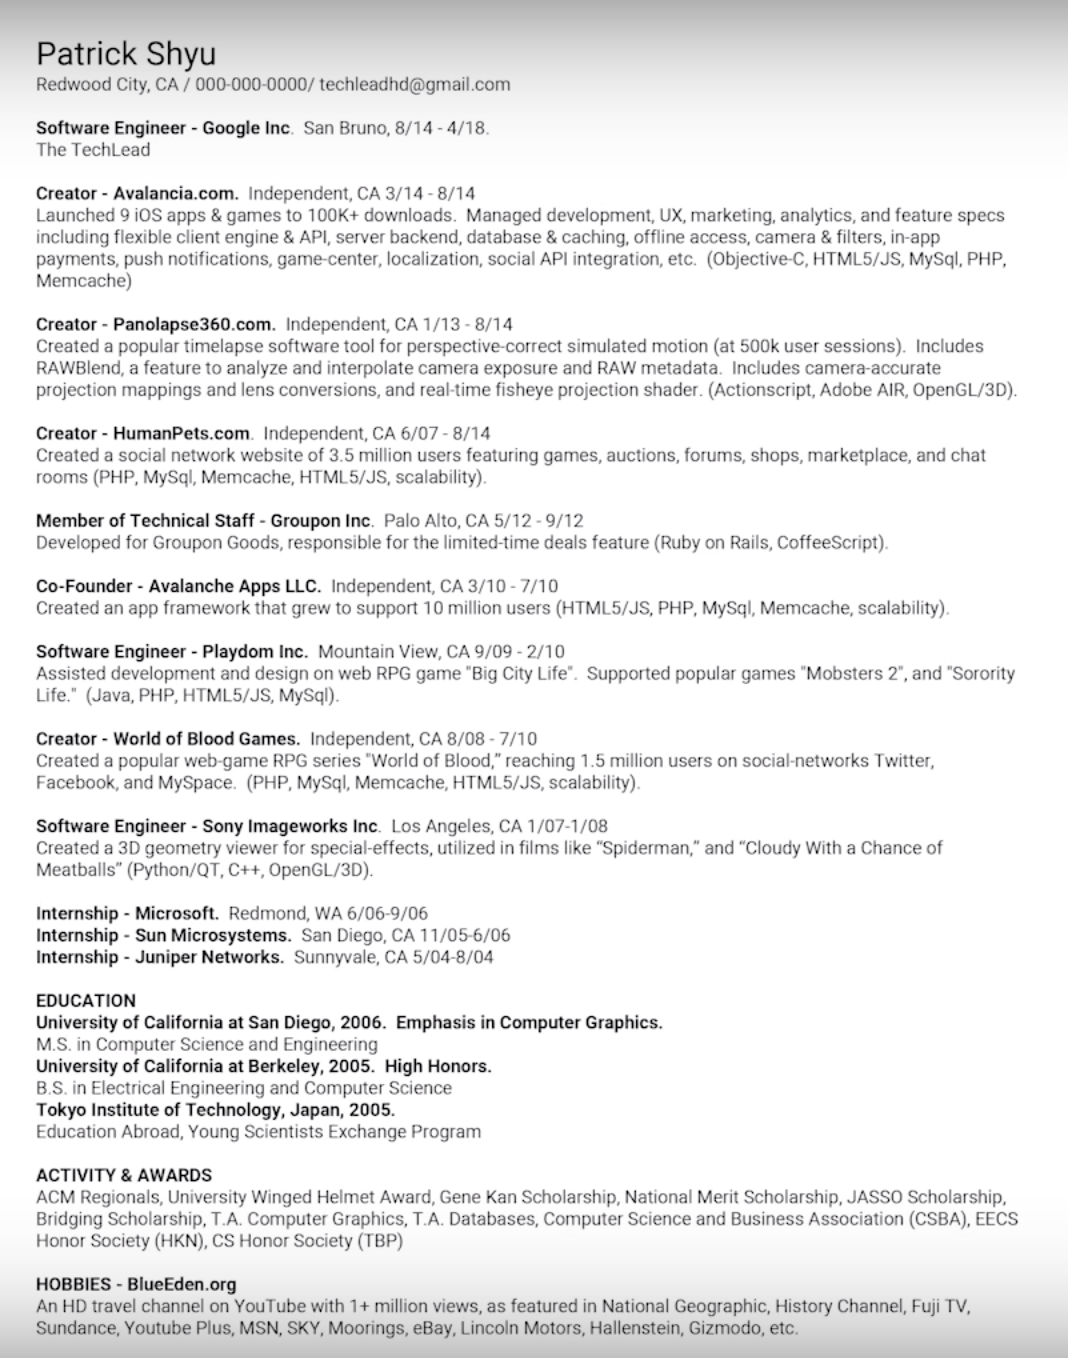 Patrick Shyu
Redwood City, CA / 000-000-0000/ techleadhd@gmail.com
Software Engineer - Google Inc.  San Bruno, 8/14 - 4/18.
The TechLead
Creator - Avalancia.com.  Independent, CA 3/14 - 8/14
Launched 9 iOS apps & games to 100K+ downloads.  Managed development, UX, marketing, analytics, and feature specs
including flexible client engine & API, server backend, database & caching, offline access, camera & filters, in-app
payments, push notifications, game-center, localization, social API integration, etc.  (Objective-C, HTML5/JS, MySql, PHP,
Memcache)
Creator - Panolapse360.com.  Independent, CA 1/13 - 8/14
Created a popular timelapse software tool for perspective-correct simulated motion (at 500k user sessions).  Includes
RAWBlend, a feature to analyze and interpolate camera exposure and RAW metadata.  Includes camera-accurate
projection mappings and lens conversions, and real-time fisheye projection shader. (Actionscript, Adobe AIR, OpenGL/3D).
Creator - HumanPets.com.  Independent, CA 6/07 - 8/14
Created a social network website of 3.5 million users featuring games, auctions, forums, shops, marketplace, and chat
rooms (PHP, MySql, Memcache, HTML5/JS, scalability).
Member of Technical Staff - Groupon Inc.  Palo Alto, CA 5/12 - 9/12
Developed for Groupon Goods, responsible for the limited-time deals feature (Ruby on Rails, CoffeeScript).
Co-Founder - Avalanche Apps LLC.  Independent, CA 3/10 - 7/10
Created an app framework that grew to support 10 million users (HTML5/JS, PHP, MySql, Memcache, scalability).
Software Engineer - Playdom Inc.  Mountain View, CA 9/09 - 2/10
Assisted development and design on web RPG game "Big City Life".  Supported popular games "Mobsters 2", and "Sorority
Life."  (Java, PHP, HTML5/JS, MySql).
Creator - World of Blood Games.  Independent, CA 8/08 - 7/10
Created a popular web-game RPG series "World of Blood,” reaching 1.5 million users on social-networks Twitter,
Facebook, and MySpace.  (PHP, MySql, Memcache, HTML5/JS, scalability).
Software Engineer - Sony Imageworks Inc.  Los Angeles, CA 1/07-1/08
Created a 3D geometry viewer for special-effects, utilized in films like “Spiderman,” and “Cloudy With a Chance of
Meatballs” (Python/QT, C++, OpenGL/3D).
Internship - Microsoft.  Redmond, WA 6/06-9/06
Internship - Sun Microsystems.  San Diego, CA 11/05-6/06
Internship - Juniper Networks.  Sunnyvale, CA 5/04-8/04
EDUCATION
University of California at San Diego, 2006.  Emphasis in Computer Graphics.
M.S. in Computer Science and Engineering
University of California at Berkeley, 2005.  High Honors.
B.S. in Electrical Engineering and Computer Science
Tokyo Institute of Technology, Japan, 2005.
Education Abroad, Young Scientists Exchange Program
ACTIVITY & AWARDS
ACM Regionals, University Winged Helmet Award, Gene Kan Scholarship, National Merit Scholarship, JASSO Scholarship,
Bridging Scholarship, T.A. Computer Graphics, T.A. Databases, Computer Science and Business Association (CSBA), EECS
Honor Society (HKN), CS Honor Society (TBP)
HOBBIES - BlueEden.org
An HD travel channel on YouTube with 1+ million views, as featured in National Geographic, History Channel, Fuji TV,
Sundance, Youtube Plus, MSN, SKY, Moorings, eBay, Lincoln Motors, Hallenstein, Gizmodo, etc.